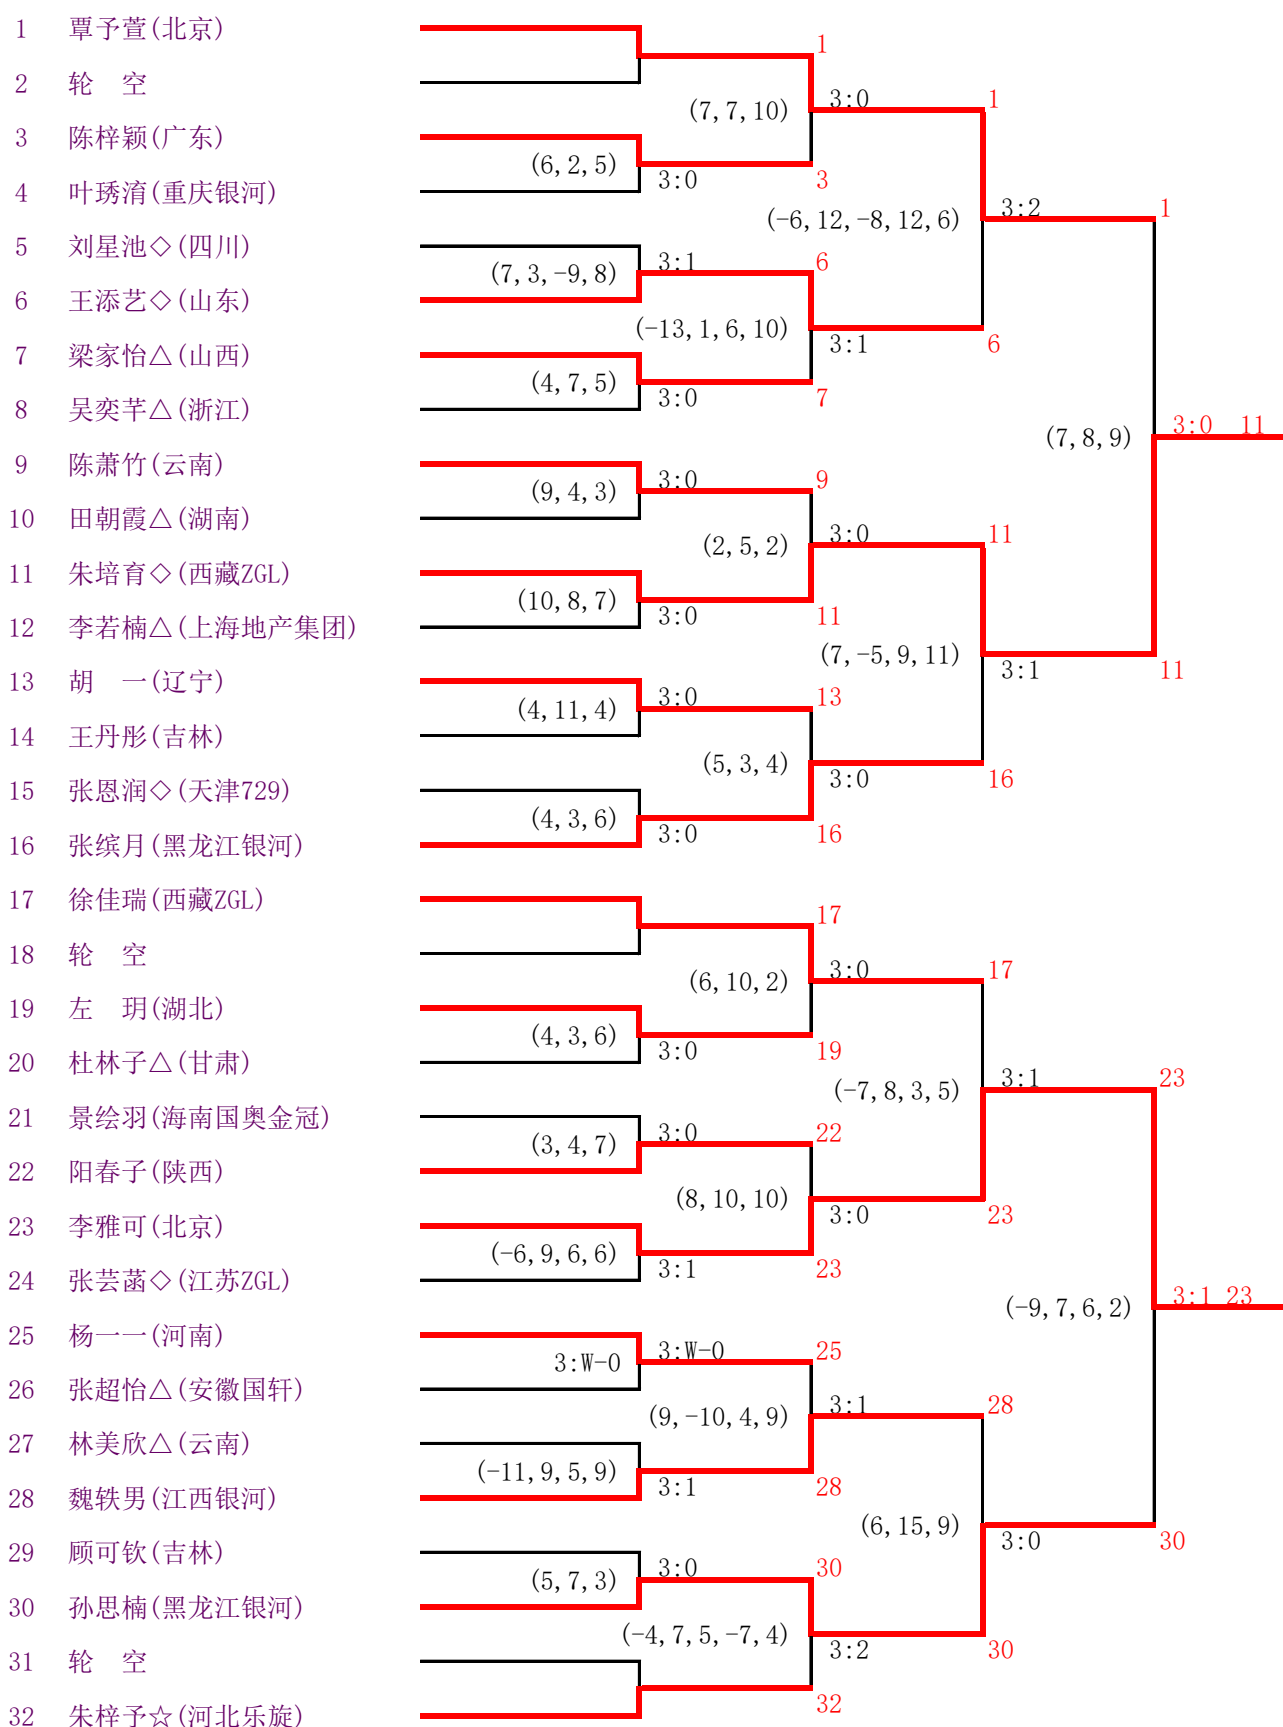 1 覃予萱(北京)
1
2 轮 空
(7,7,10) 3:0 1
3 陈梓颖(广东)
(6,2,5) 3:0 3
4 叶琇淯(重庆银河)
(-6,12,-8,12,6) 3:2 1
5 刘星池◇(四川)
(7,3,-9,8) 3:1 6
6 王添艺◇(山东)
(-13,1,6,10) 3:1 6
7 梁家怡△(山西)
(4,7,5) 3:0 7
8 吴奕芊△(浙江)
(7,8,9) 3:0 11
9 陈萧竹(云南)
(9,4,3) 3:0 9
10 田朝霞△(湖南)
(2,5,2) 3:0 11
11 朱培育◇(西藏ZGL)
(10,8,7) 3:0 11
12 李若楠△(上海地产集团)
(7,-5,9,11) 3:1 11
13 胡 一(辽宁)
(4,11,4) 3:0 13
14 王丹彤(吉林)
(5,3,4) 3:0 16
15 张恩润◇(天津729)
(4,3,6) 3:0 16
16 张缤月(黑龙江银河)
17 徐佳瑞(西藏ZGL)
17
18 轮 空
(6,10,2) 3:0 17
19 左 玥(湖北)
(4,3,6) 3:0 19
20 杜林子△(甘肃)
(-7,8,3,5) 3:1 23
21 景绘羽(海南国奥金冠)
(3,4,7) 3:0 22
22 阳春子(陕西)
(8,10,10) 3:0 23
23 李雅可(北京)
(-6,9,6,6) 3:1 23
24 张芸菡◇(江苏ZGL)
(-9,7,6,2) 3:1 23
25 杨一一(河南)
3:W-0 3:W-0 25
26 张超怡△(安徽国轩)
(9,-10,4,9) 3:1 28
27 林美欣△(云南)
(-11,9,5,9) 3:1 28
28 魏轶男(江西银河)
(6,15,9) 3:0 30
29 顾可钦(吉林)
(5,7,3) 3:0 30
30 孙思楠(黑龙江银河)
(-4,7,5,-7,4) 3:2 30
31 轮 空
32
32 朱梓予☆(河北乐旋)